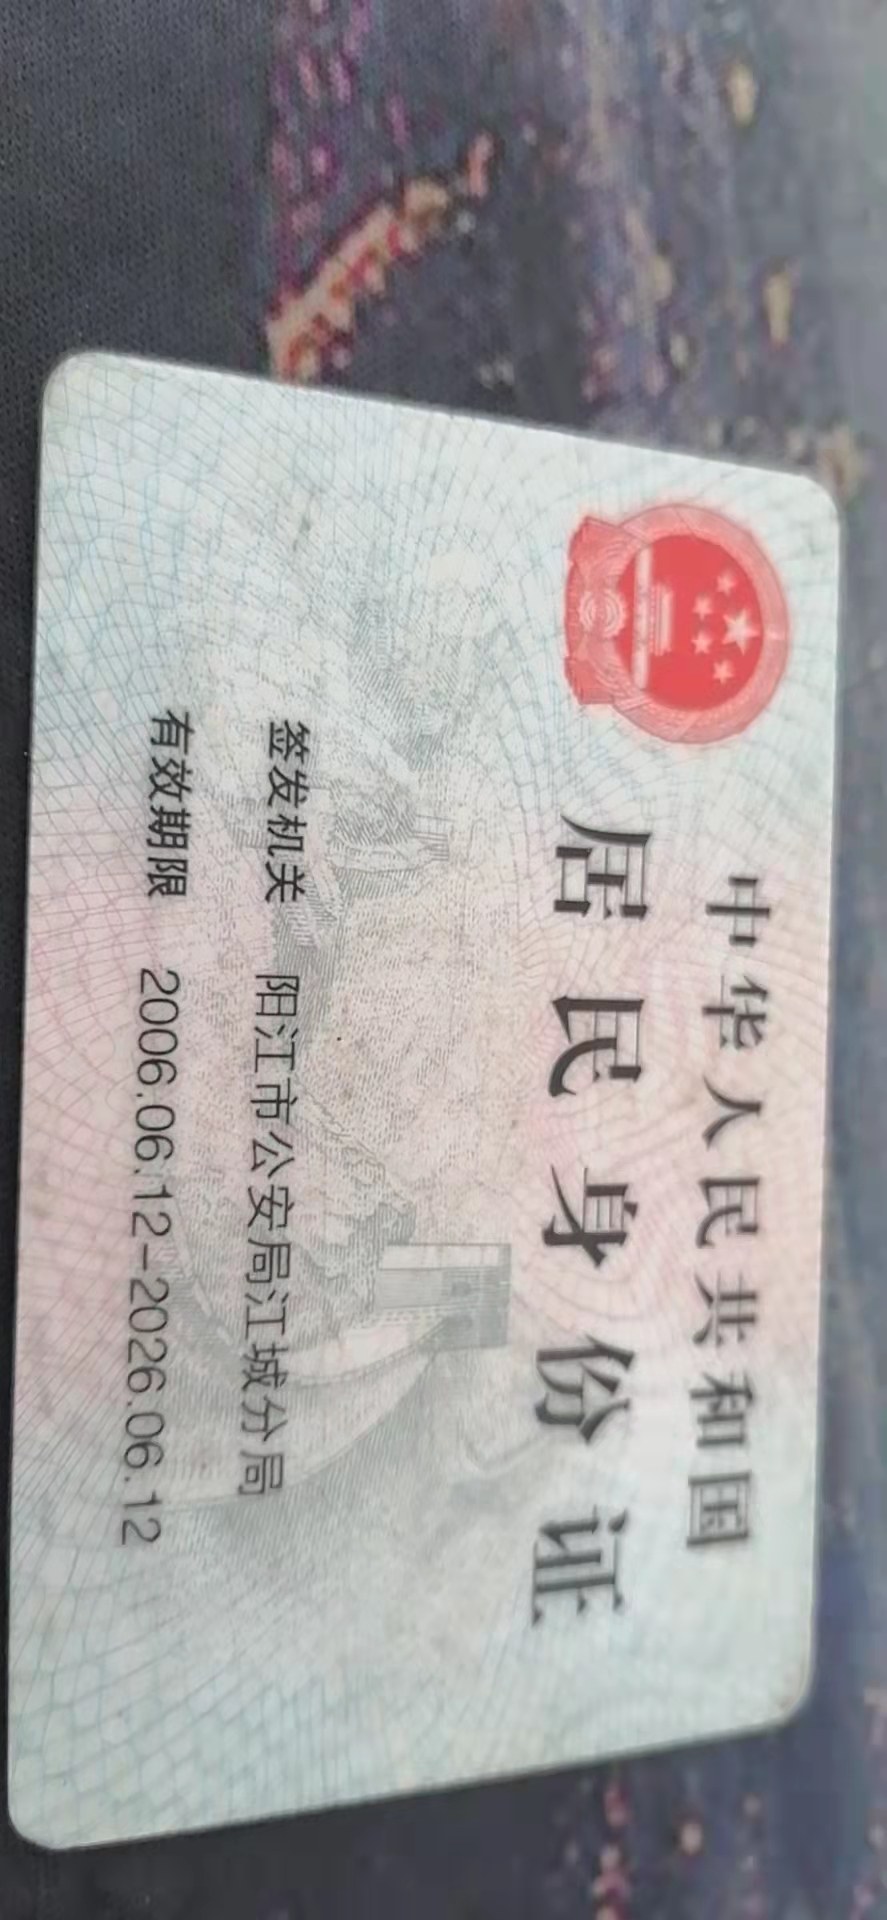 中华人民共和国
居民身份证
签发机关 阳江市公安局江城分局
有效期限 2006.06.12-2026.06.12